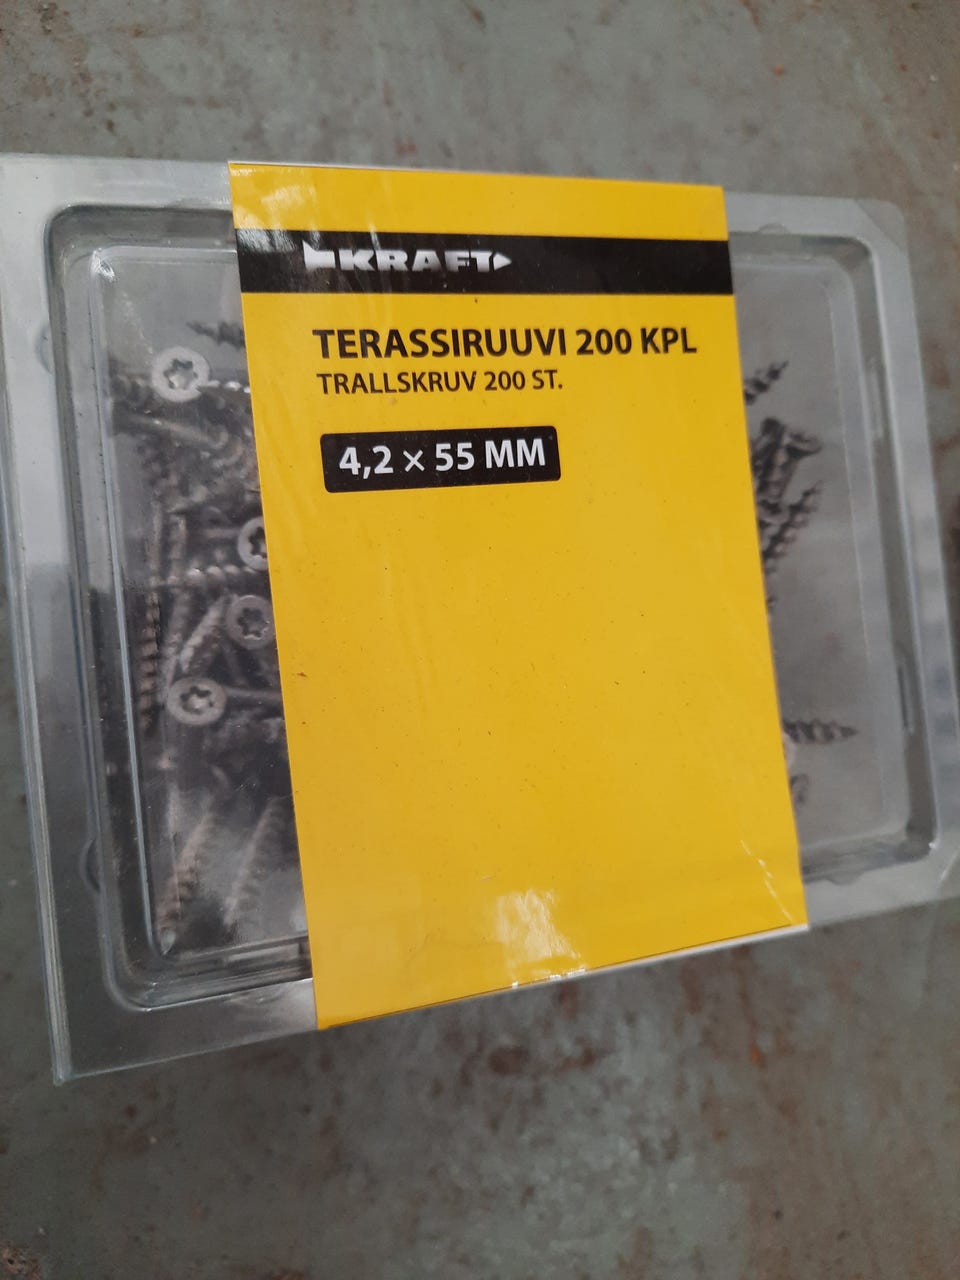 KRAFT
TERASSIRUUVI 200 KPL
TRALLSKRUV 200 ST.
4,2 × 55 MM